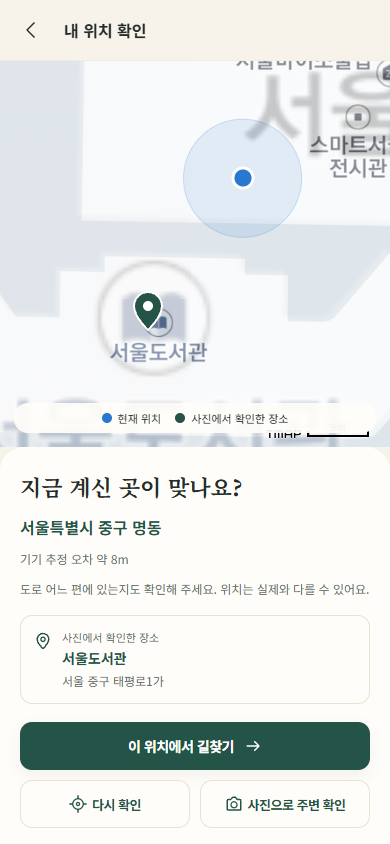 내 위치 확인
스마트서
전시관
서울도서관
현재 위치
사진에서 확인한 장소
지금 계신 곳이 맞나요?
서울특별시 중구 명동
기기 추정 오차 약 8m
도로 어느 편에 있는지도 확인해 주세요. 위치는 실제와 다를 수 있어요.
사진에서 확인한 장소
서울도서관
서울 중구 태평로1가
이 위치에서 길찾기
다시 확인
사진으로 주변 확인